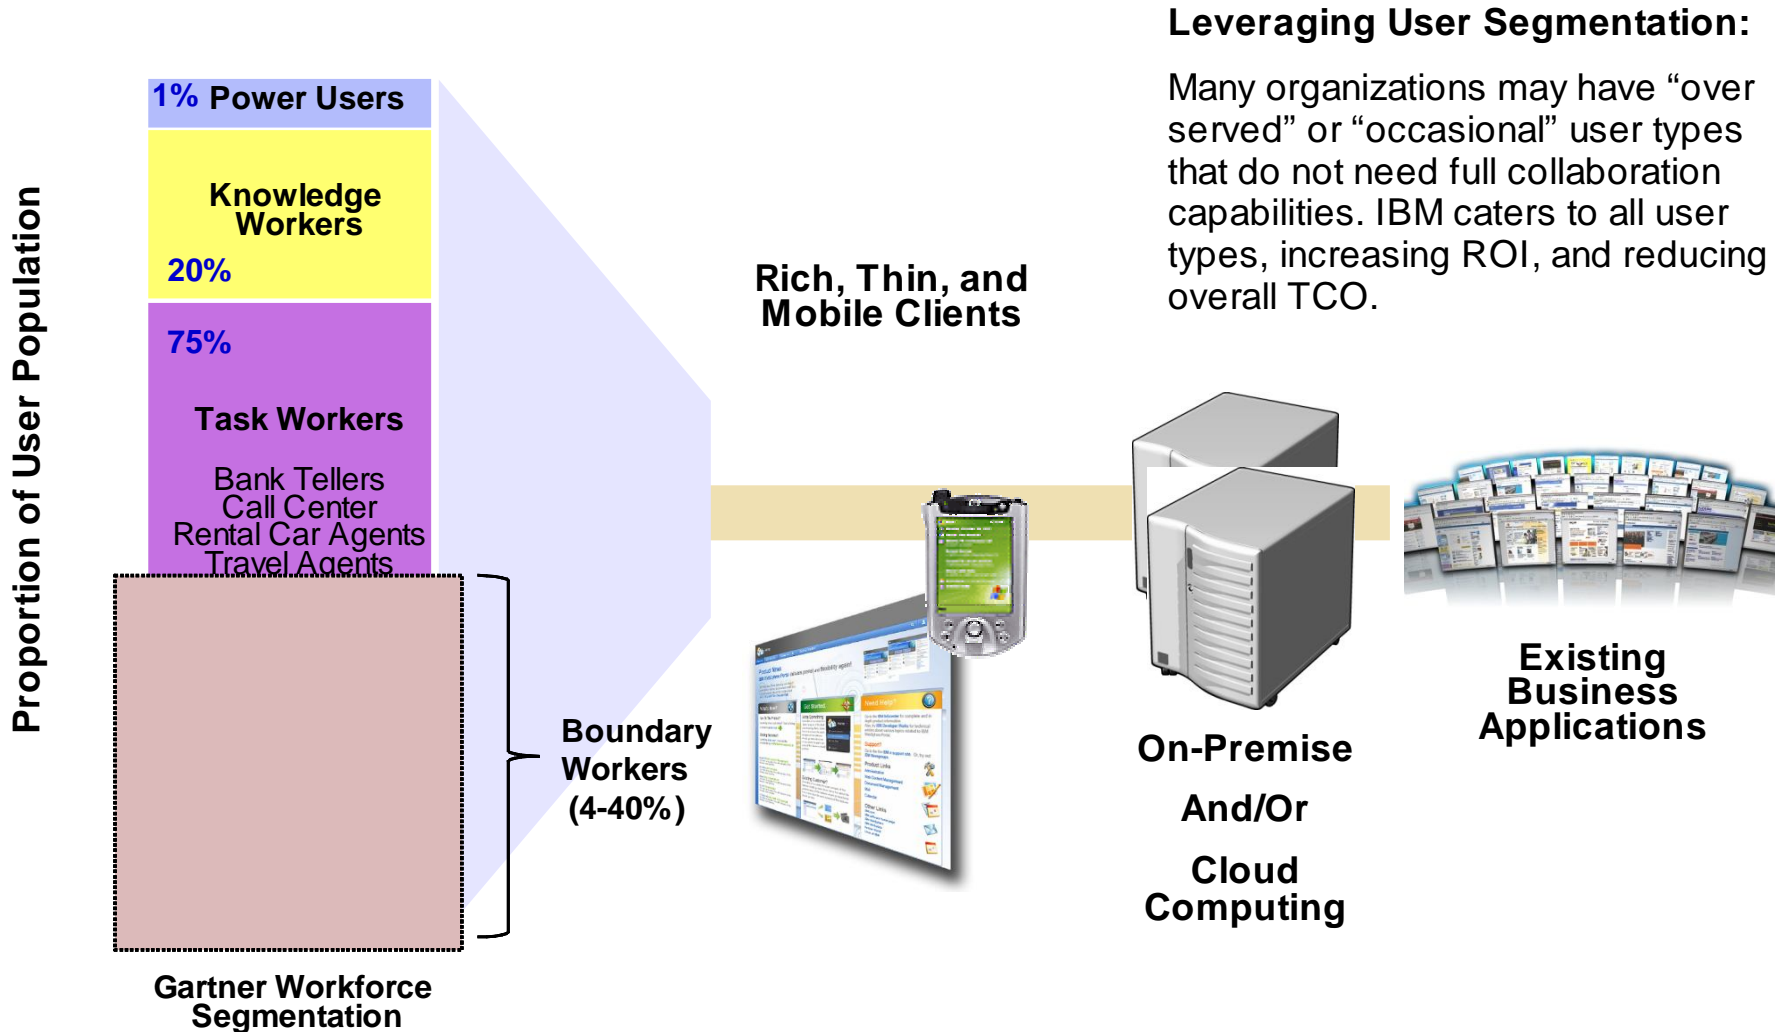 Leveraging User Segmentation:
Many organizations may have “over
served” or “occasional” user types
that do not need full collaboration
capabilities. IBM caters to all user
types, increasing ROI, and reducing
overall TCO.
Proportion of User Population
1% Power Users
Knowledge
Workers
20%
75%
Task Workers
Bank Tellers
Call Center
Rental Car Agents
Travel Agents
Boundary
Workers
(4-40%)
Gartner Workforce
Segmentation
Rich, Thin, and
Mobile Clients
On-Premise
And/Or
Cloud
Computing
Existing
Business
Applications